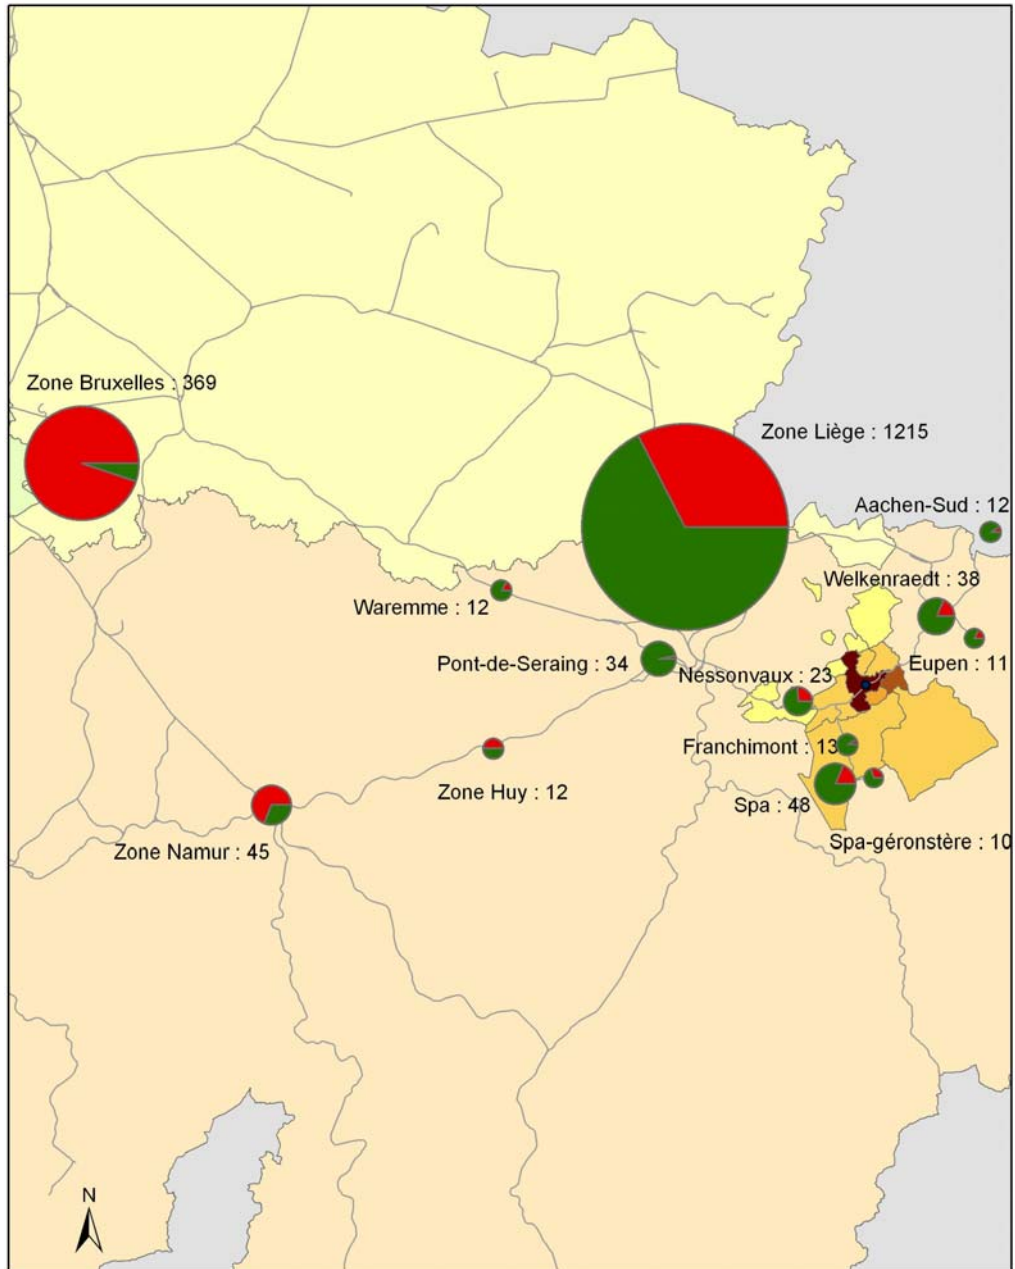 Zone Bruxelles : 369
Zone Liège : 1215
Aachen-Sud : 12
Welkenraedt : 38
Waremme : 12
Pont-de-Seraing : 34
Nessonvaux : 23
Eupen : 11
Franchimont : 13
Zone Huy : 12
Spa : 48
Zone Namur : 45
Spa-géronstère : 10
N